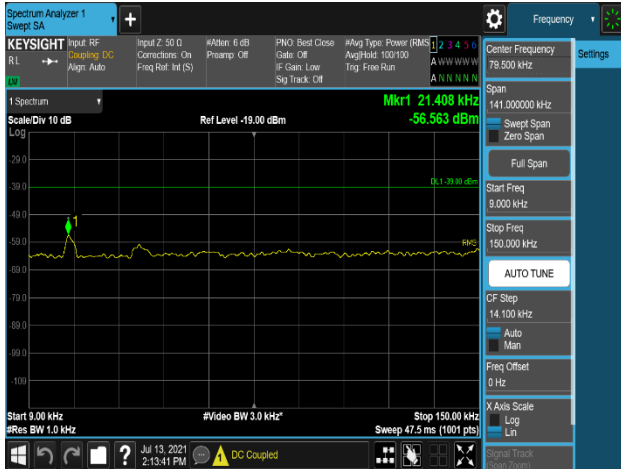 Spectrum Analyzer 1
Swept SA
+
Frequency
KEYSIGHT
R L
LV
Input: RF
Coupling: DC
Align: Auto
Input Z: 50 Ω
Corrections: On
Freq Ref: Int (S)
#Atten: 6 dB
Preamp: Off
PNO: Best Close
Gate: Off
IF Gain: Low
Sig Track: Off
#Avg Type: Power (RMS
Avg|Hold: 100/100
Trig: Free Run
1 2 3 4 5 6
A W W W W W
A N N N N N
Center Frequency
79.500 kHz
Settings
Span
141.000000 kHz
Swept Span
Zero Span
Full Span
Start Freq
9.000 kHz
Stop Freq
150.000 kHz
AUTO TUNE
CF Step
14.100 kHz
Auto
Man
Freq Offset
0 Hz
X Axis Scale
Log
Lin
Signal Track
(Span Zoom)
1 Spectrum
Scale/Div 10 dB
Log
Ref Level -19.00 dBm
Mkr1 21.408 kHz
-56.563 dBm
-29.0
-39.0
DL1 -39.00 dBm
-49.0
1
-59.0
RMS
-69.0
-79.0
-89.0
-99.0
-109
Start 9.00 kHz
#Video BW 3.0 kHz*
Stop 150.00 kHz
#Res BW 1.0 kHz
Sweep 47.5 ms (1001 pts)
?
Jul 13, 2021
2:13:41 PM
DC Coupled